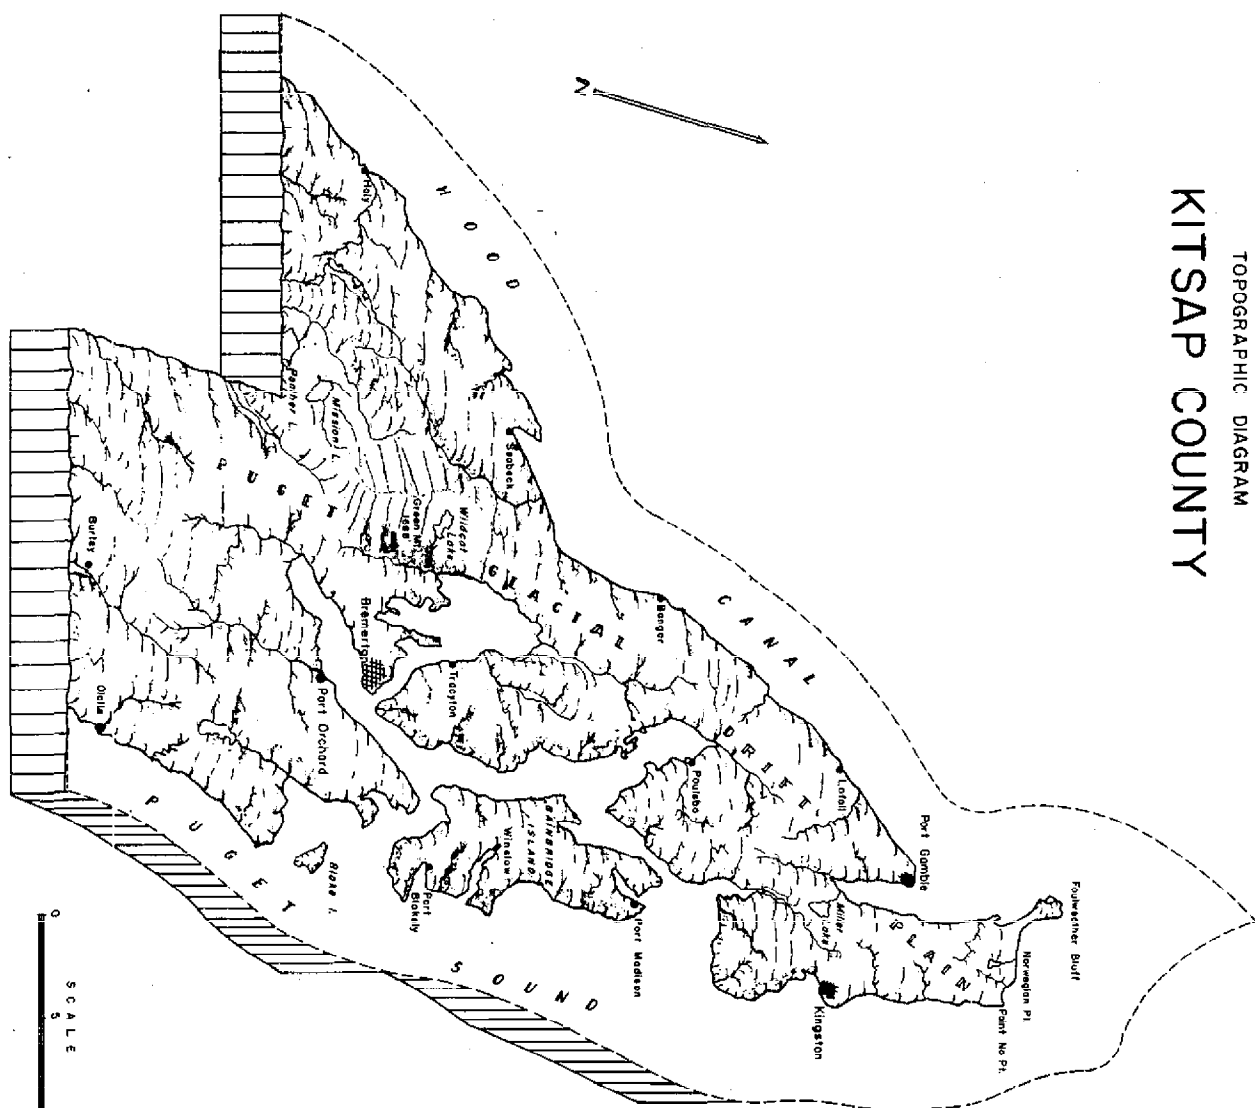 TOPOGRAPHIC DIAGRAM
KITSAP COUNTY
N
HOOD
CANAL
Holly
Panther L.
Mission L.
Seabeck
Wildcat
Lake
Green Mt.
PUGET
GLACIAL
DRIFT
PLAIN
Bangor
Lofall
Port Gamble
Foulweather Bluff
Norwegian Pt.
Point No Pt.
Miller
Lake
Kingston
Poulsbo
Tracyton
Bremerton
Port Orchard
Burley
Olalla
BAINBRIDGE
ISLAND
Winslow
Port
Blakely
Port Madison
Blake I.
PUGET
SOUND
0
5
SCALE